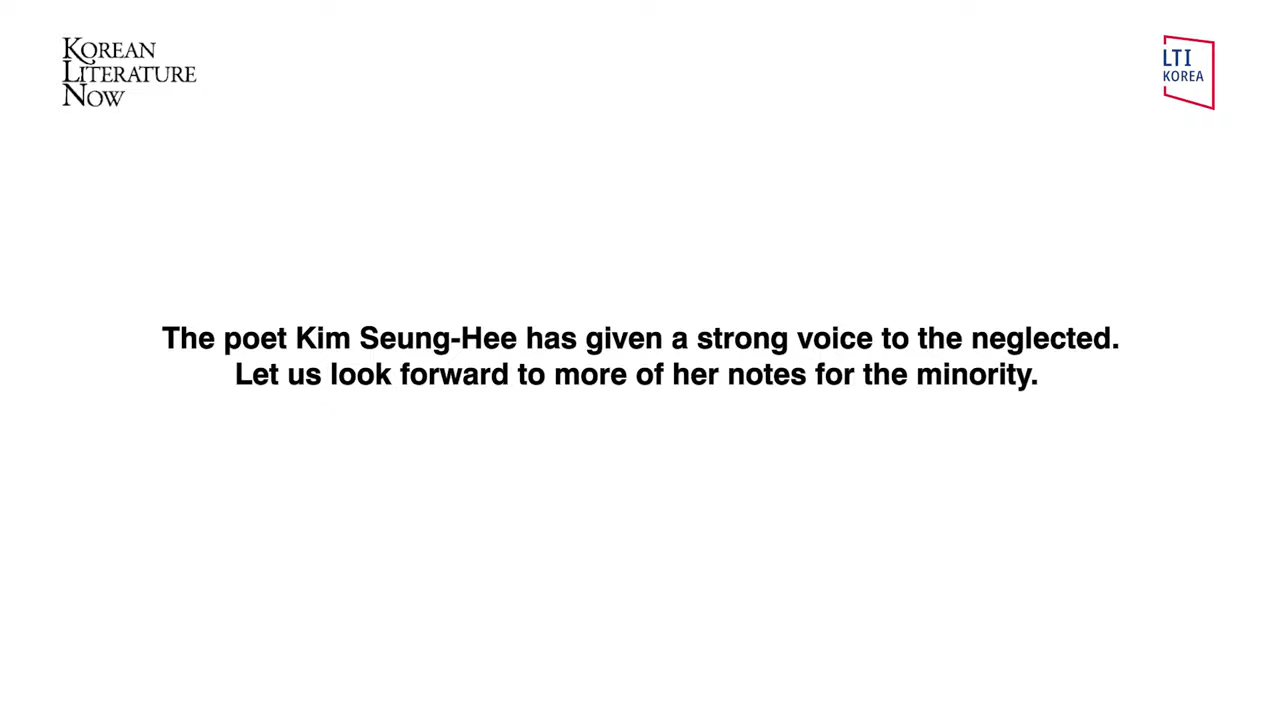 KOREAN
LITERATURE
NOW
LTI
KOREA
The poet Kim Seung-Hee has given a strong voice to the neglected.
Let us look forward to more of her notes for the minority.